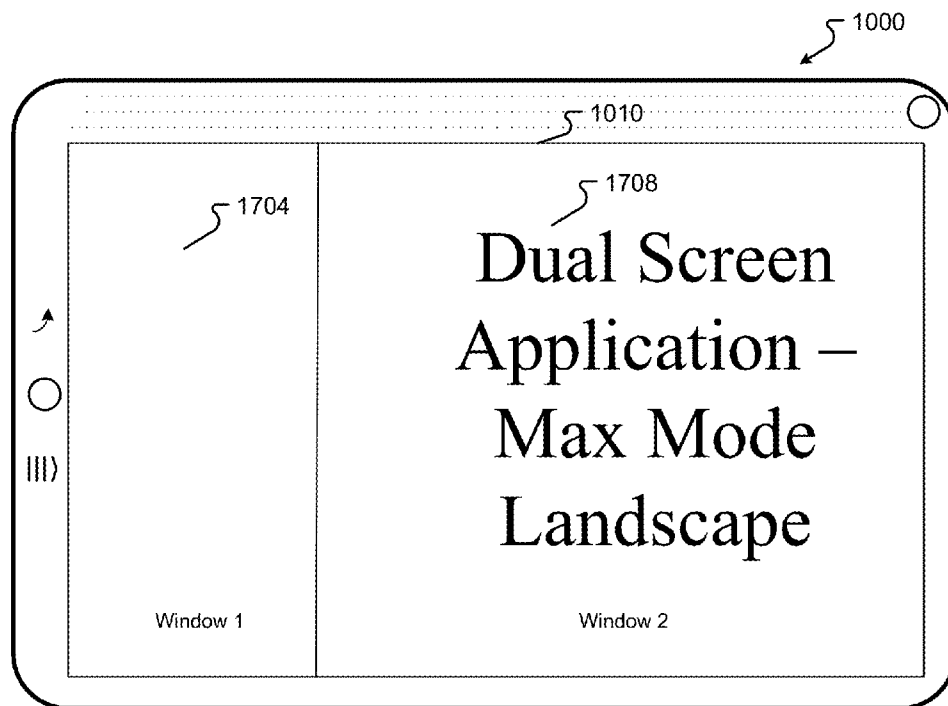 1000
1010
1704
1708
Dual Screen
Application –
Max Mode
Landscape
Window 1
Window 2